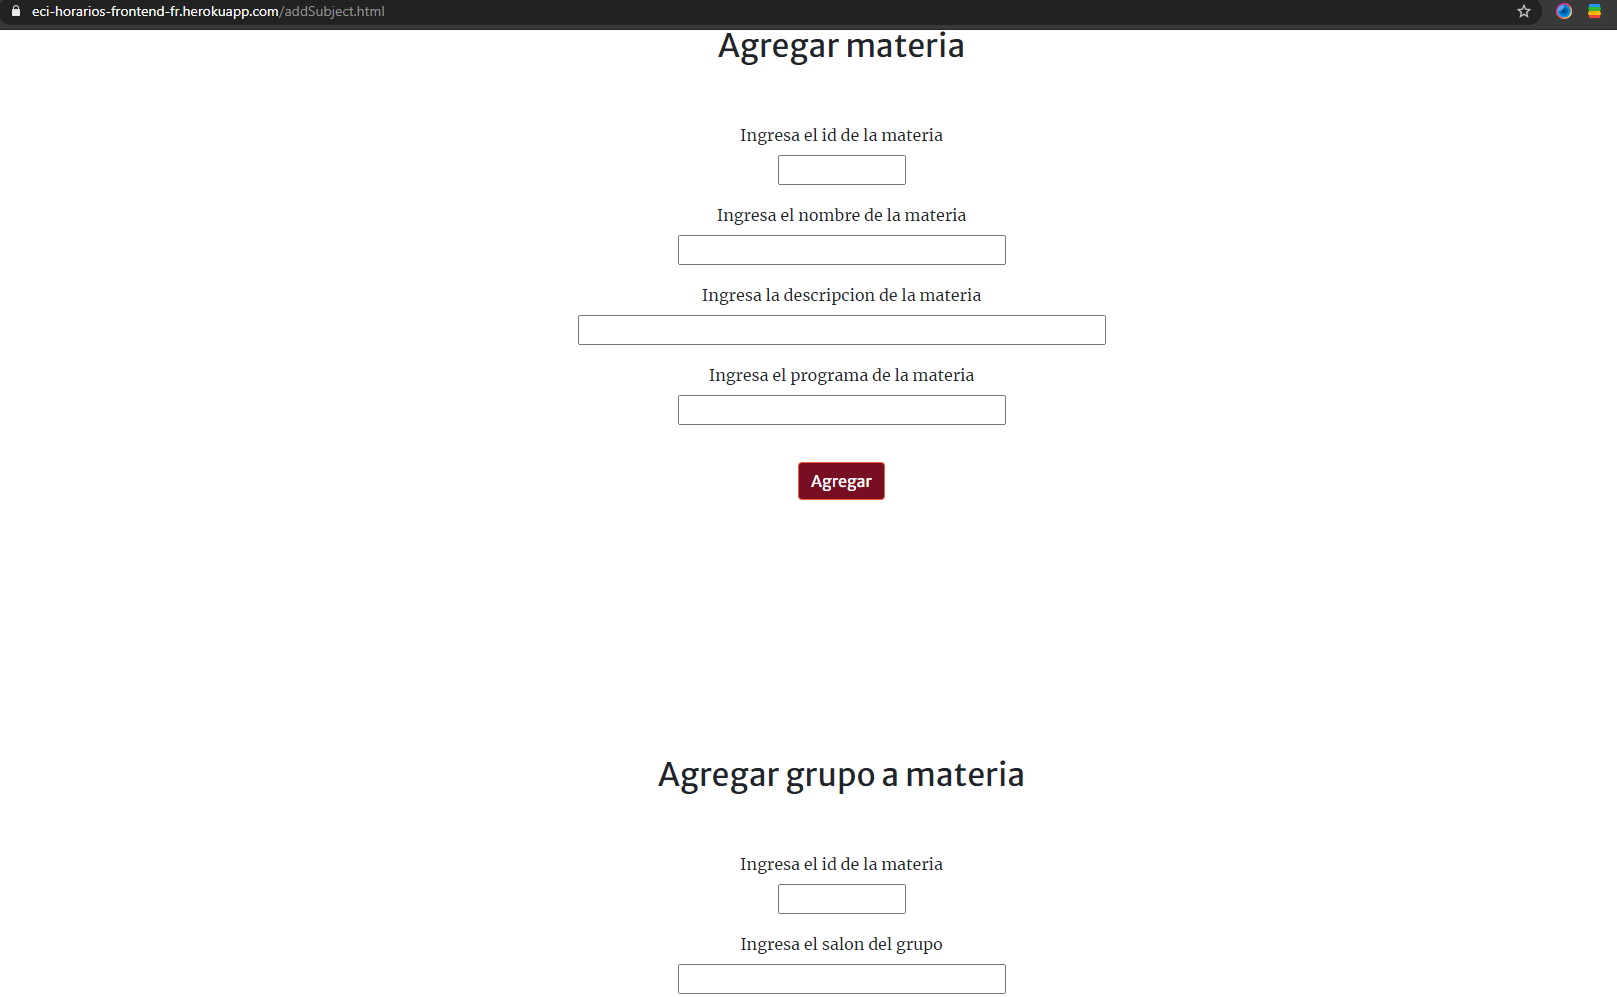 eci-horarios-frontend-fr.herokuapp.com/addSubject.html
Agregar materia
Ingresa el id de la materia
Ingresa el nombre de la materia
Ingresa la descripcion de la materia
Ingresa el programa de la materia
Agregar
Agregar grupo a materia
Ingresa el id de la materia
Ingresa el salon del grupo